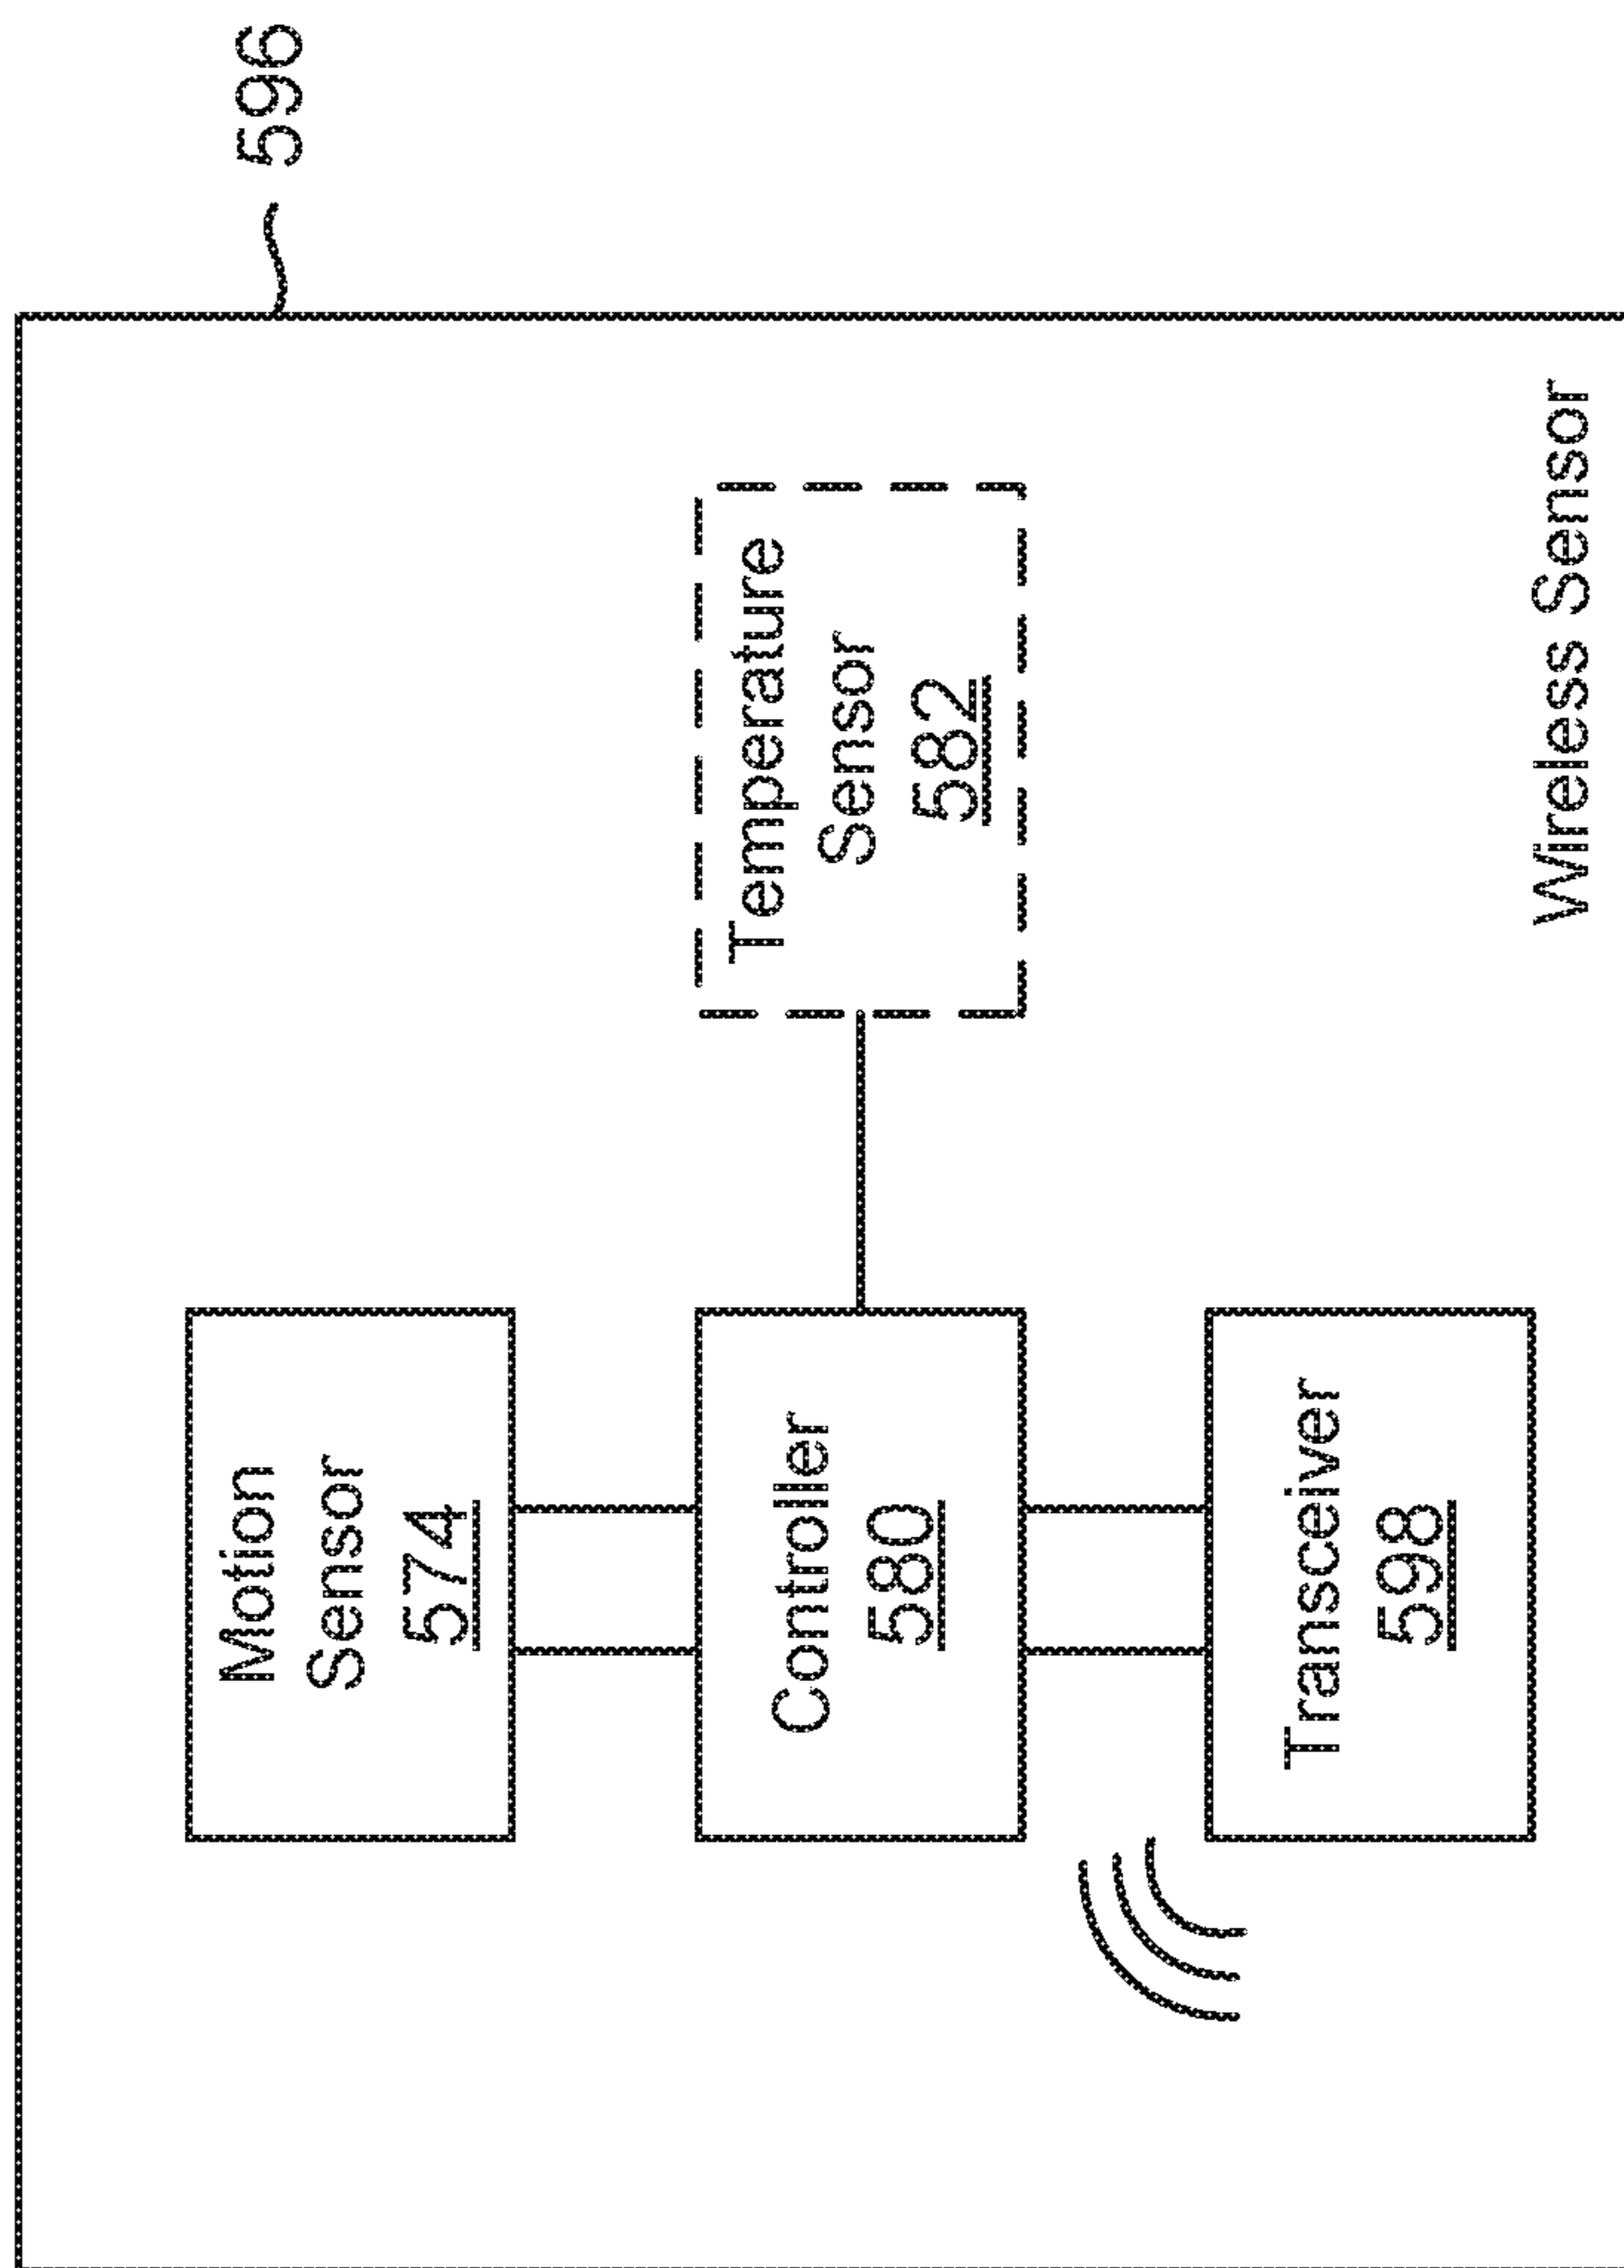 596
Motion
Sensor
574
Controller
580
Temperature
Sensor
582
Transceiver
598
Wireless Sensor